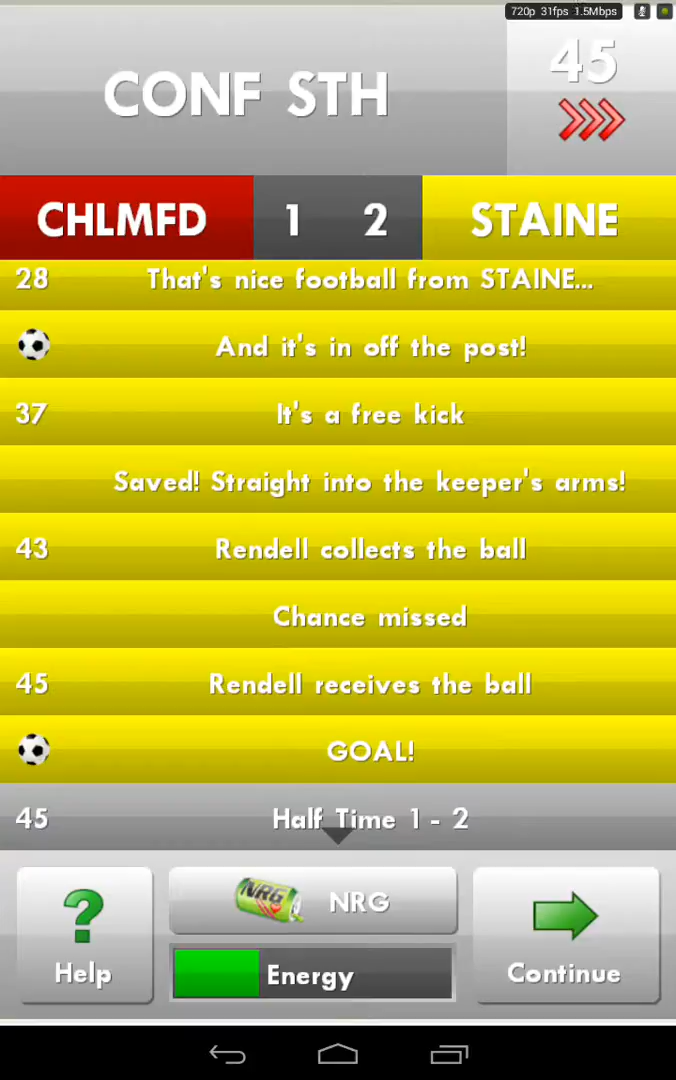 720p 31fps 1.5Mbps
CONF STH
45
CHLMFD 1 2 STAINE
28 That's nice football from STAINE...
And it's in off the post!
37 It's a free kick
Saved! Straight into the keeper's arms!
43 Rendell collects the ball
Chance missed
45 Rendell receives the ball
GOAL!
45 Half Time 1 - 2
? Help
NRG NRG
Energy
Continue